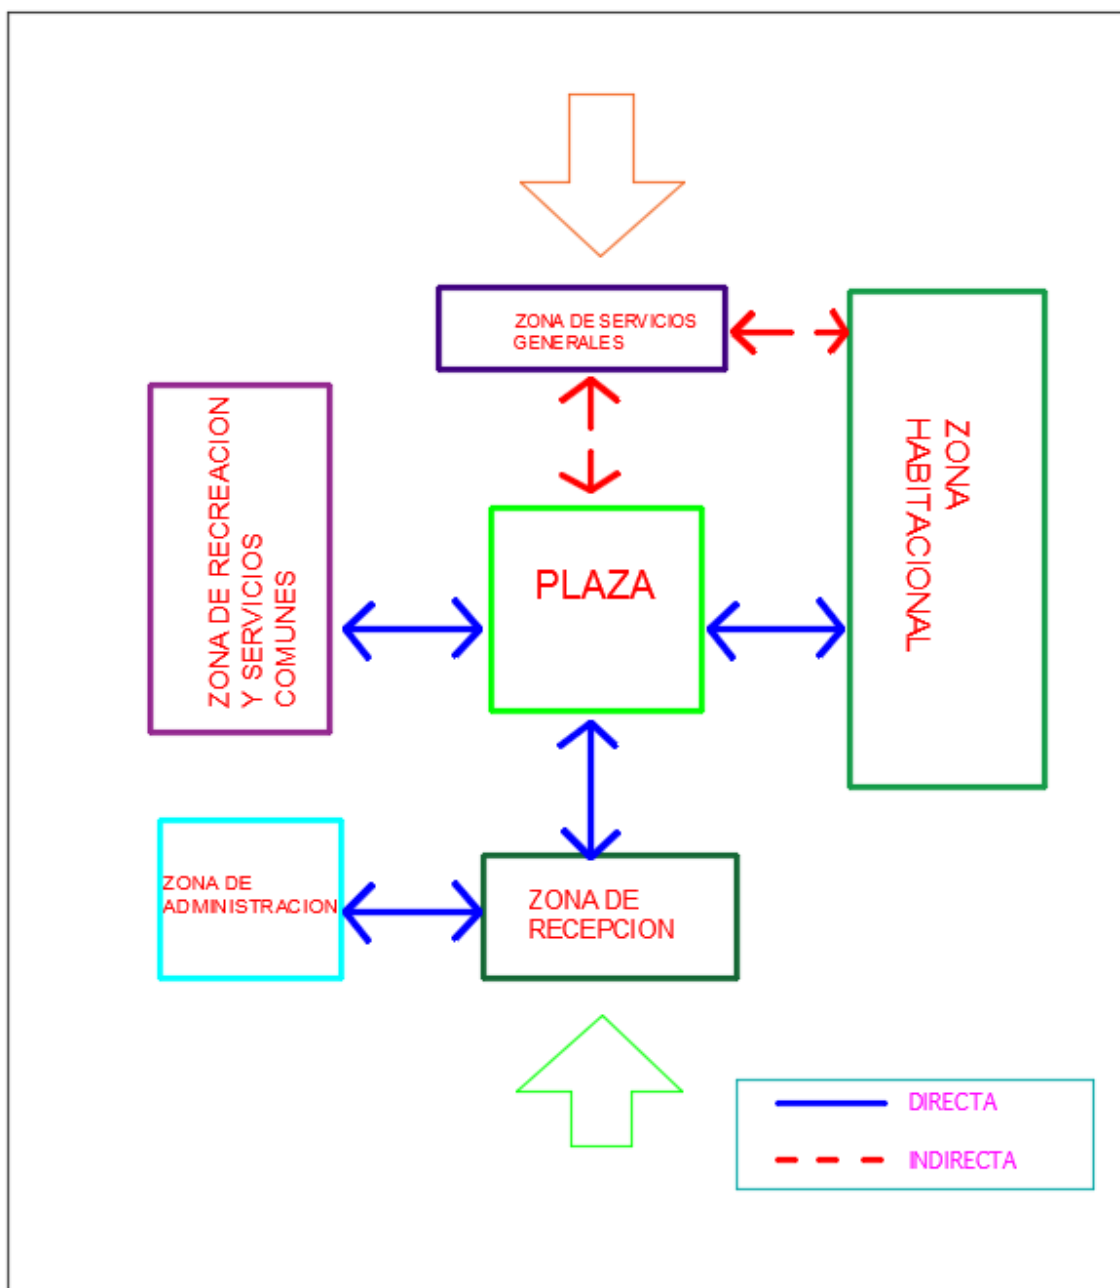 ZONA DE SERVICIOS
GENERALES
ZONA DE RECREACION
Y SERVICIOS
COMUNES
ZONA
HABITACIONAL
PLAZA
ZONA DE
ADMINISTRACION
ZONA DE
RECEPCION
DIRECTA
INDIRECTA